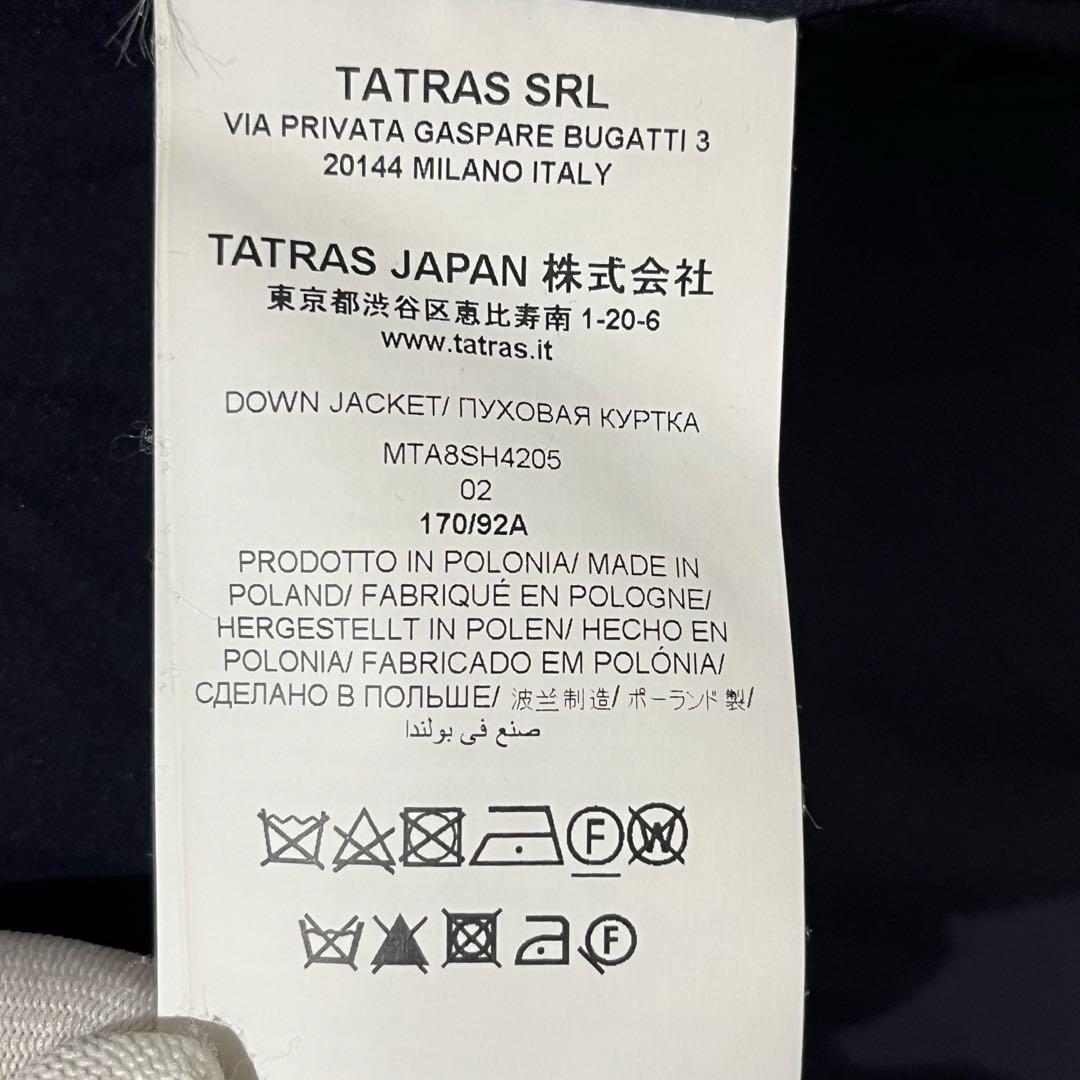 TATRAS SRL
VIA PRIVATA GASPARE BUGATTI 3
20144 MILANO ITALY
TATRAS JAPAN 株式会社
東京都渋谷区恵比寿南 1-20-6
www.tatras.it
DOWN JACKET/ ПУХОВАЯ КУРТКА
MTA8SH4205
02
170/92A
PRODOTTO IN POLONIA/ MADE IN
POLAND/ FABRIQUÉ EN POLOGNE/
HERGESTELLT IN POLEN/ HECHO EN
POLONIA/ FABRICADO EM POLÓNIA/
СДЕЛАНО В ПОЛЬШЕ/ 波兰制造/ ポーランド製/
صنع في بولندا
F W
F